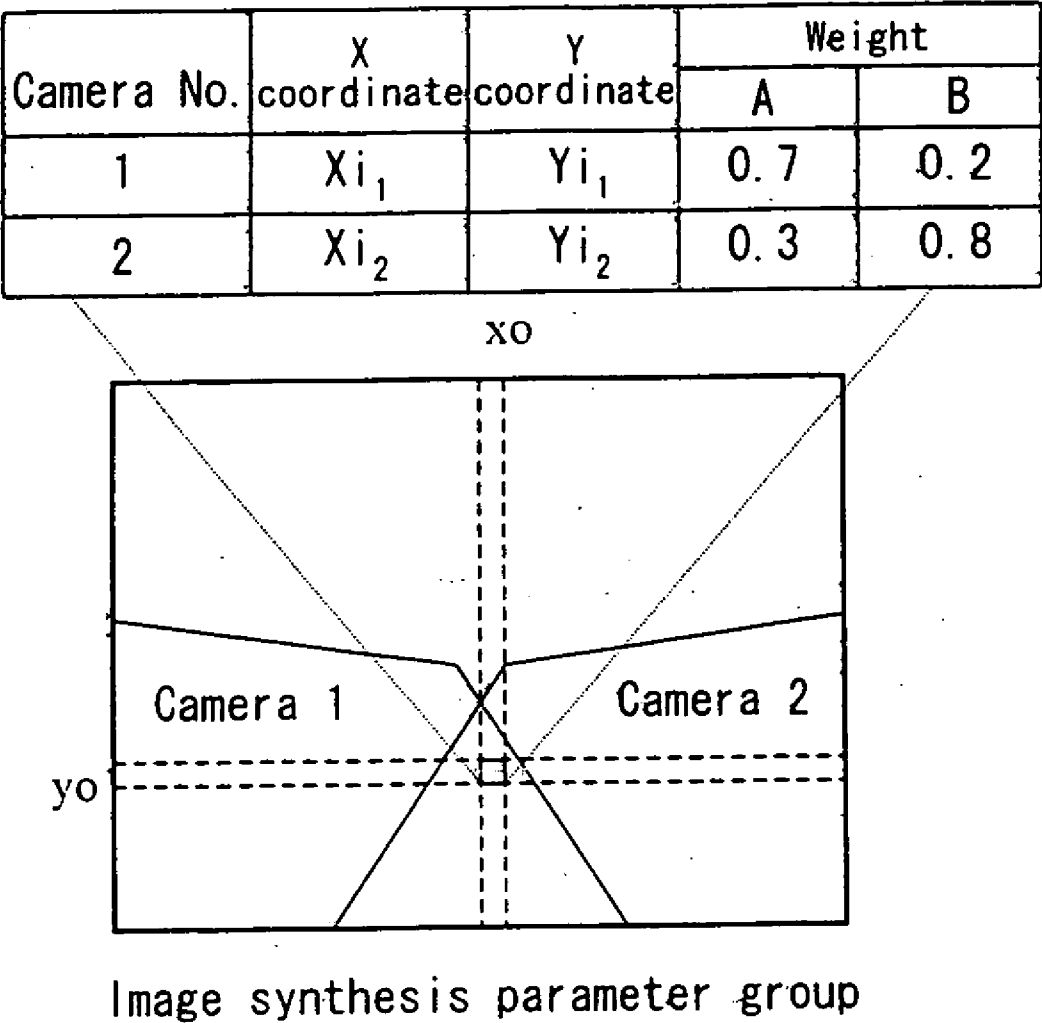 Camera No. X coordinate Y coordinate Weight
A B
1 Xi₁ Yi₁ 0.7 0.2
2 Xi₂ Yi₂ 0.3 0.8
xo
Camera 1 Camera 2
yo
Image synthesis parameter group